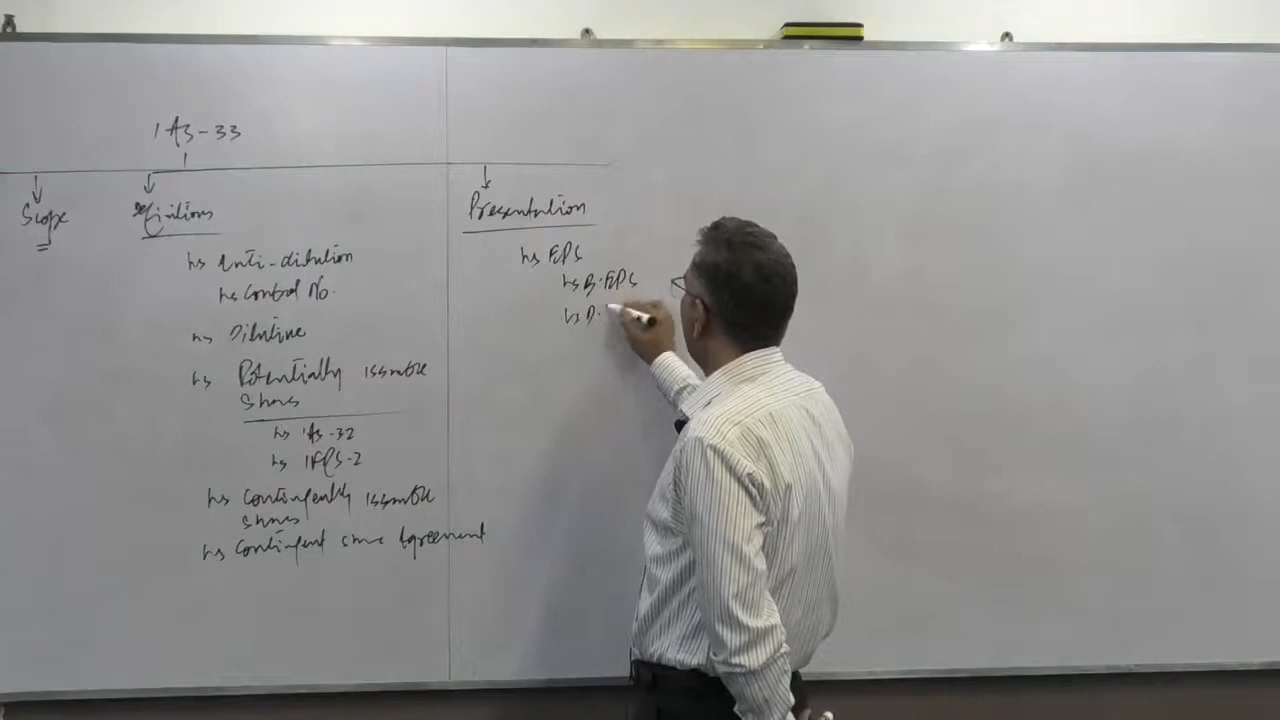 IAS-33
Scope
Definitions
Anti-dilution
Control No.
Dilutive
Potentially issuable
Shares
IAS-32
IFRS-2
Contingently issuable
Shares
Contingent share Agreement
Presentation
EPS
B.EPS
D.